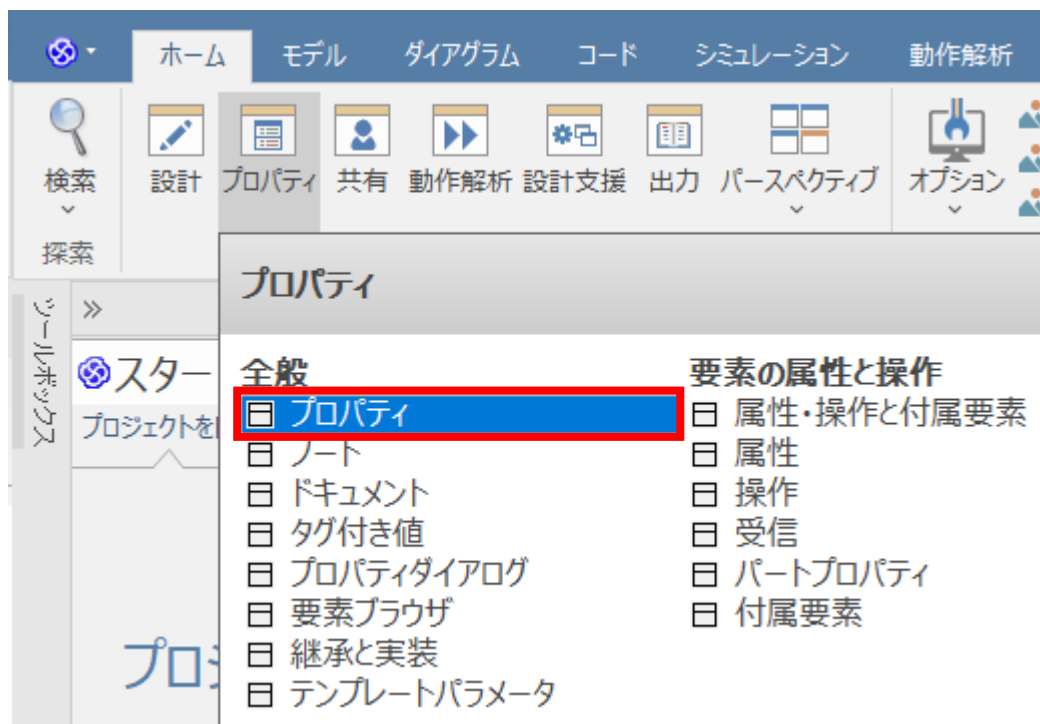 ホーム モデル ダイアグラム コード シミュレーション 動作解析
検索 設計 プロパティ 共有 動作解析 設計支援 出力 パースペクティブ オプション
探索
ツールボックス
プロパティ
スター
プロジェクトを
全般
プロパティ
ノート
ドキュメント
タグ付き値
プロパティダイアログ
要素ブラウザ
継承と実装
テンプレートパラメータ
要素の属性と操作
属性・操作と付属要素
属性
操作
受信
パートプロパティ
付属要素
プロジ